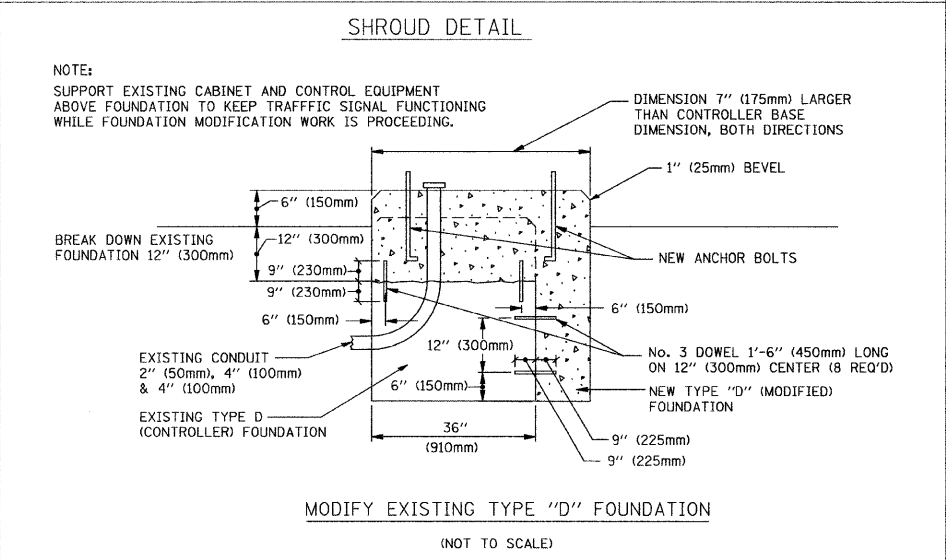 SHROUD DETAIL
NOTE:
SUPPORT EXISTING CABINET AND CONTROL EQUIPMENT
ABOVE FOUNDATION TO KEEP TRAFFFIC SIGNAL FUNCTIONING
WHILE FOUNDATION MODIFICATION WORK IS PROCEEDING.
DIMENSION 7" (175mm) LARGER
THAN CONTROLLER BASE
DIMENSION, BOTH DIRECTIONS
1" (25mm) BEVEL
6" (150mm)
BREAK DOWN EXISTING
FOUNDATION 12" (300mm)
12" (300mm)
NEW ANCHOR BOLTS
9" (230mm)
9" (230mm)
6" (150mm)
6" (150mm)
12" (300mm)
No. 3 DOWEL 1'-6" (450mm) LONG
ON 12" (300mm) CENTER (8 REQ'D)
EXISTING CONDUIT
2" (50mm), 4" (100mm)
& 4" (100mm)
6" (150mm)
NEW TYPE "D" (MODIFIED)
FOUNDATION
EXISTING TYPE D
(CONTROLLER) FOUNDATION
36"
(910mm)
9" (225mm)
9" (225mm)
MODIFY EXISTING TYPE "D" FOUNDATION
(NOT TO SCALE)